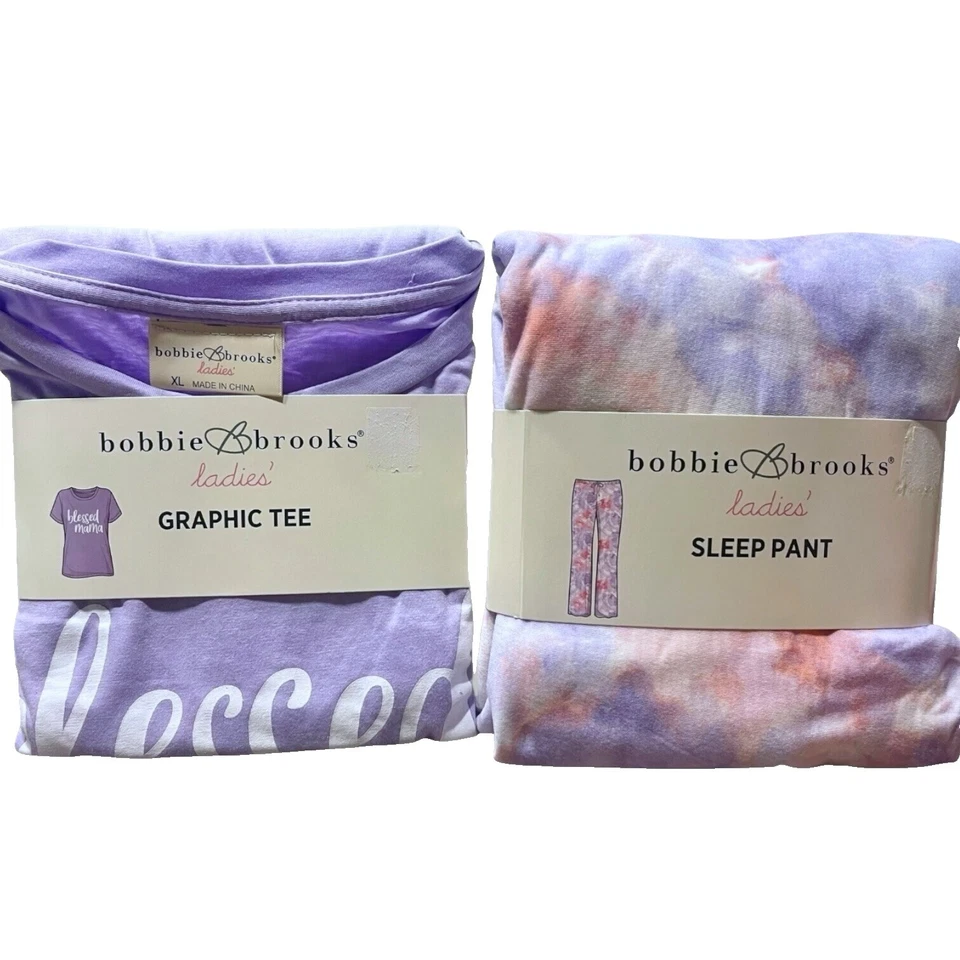 bobbie brooks®
ladies'
XL MADE IN CHINA
bobbie brooks®
ladies'
blessed
mama
GRAPHIC TEE
blessed
bobbie brooks®
ladies'
SLEEP PANT